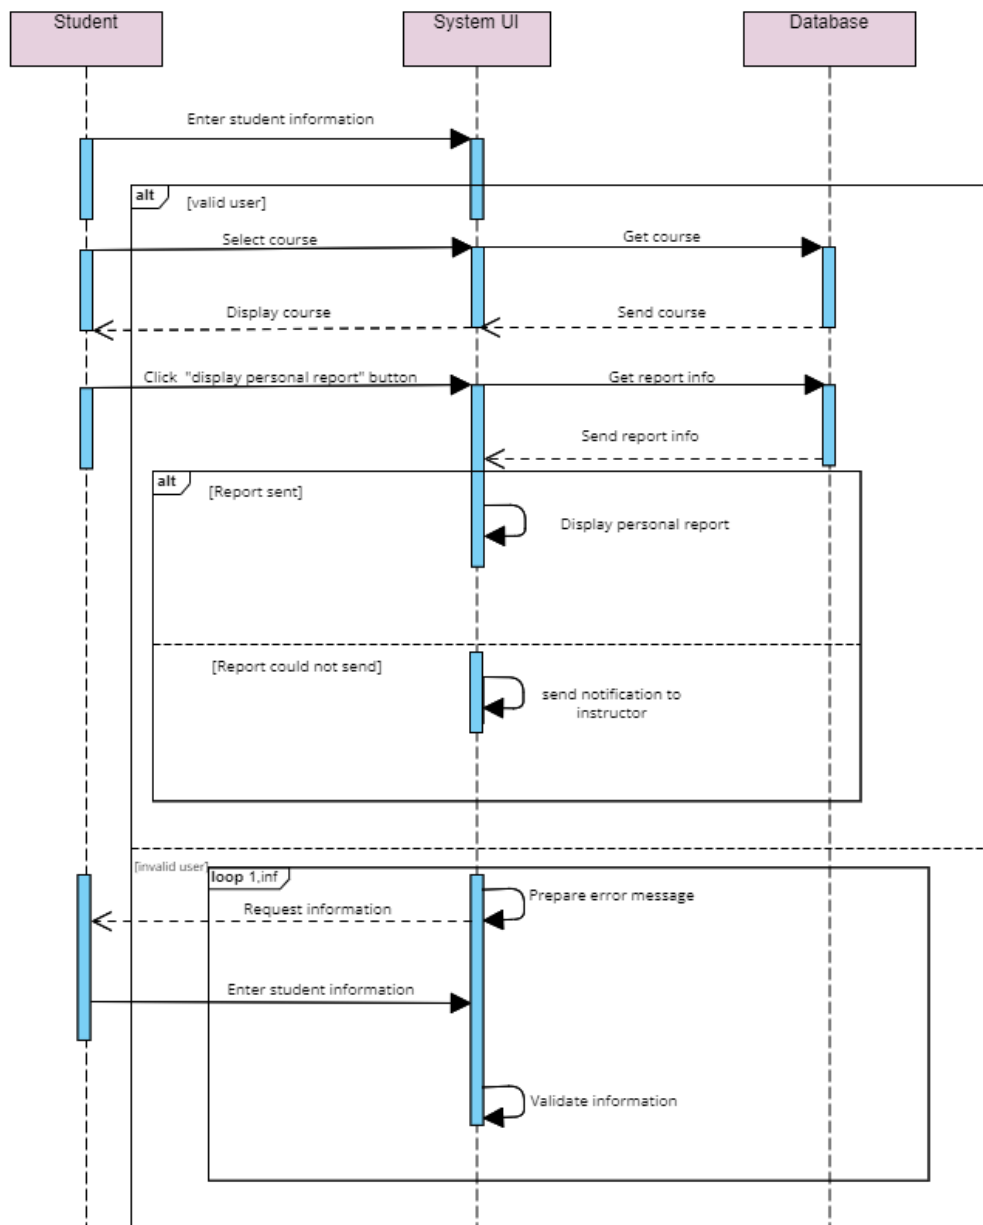 Student
System UI
Database
Enter student information
alt
[valid user]
Select course
Get course
Display course
Send course
Click "display personal report" button
Get report info
Send report info
alt
[Report sent]
Display personal report
[Report could not send]
send notification to
instructor
[invalid user]
loop 1,inf
Prepare error message
Request information
Enter student information
Validate information